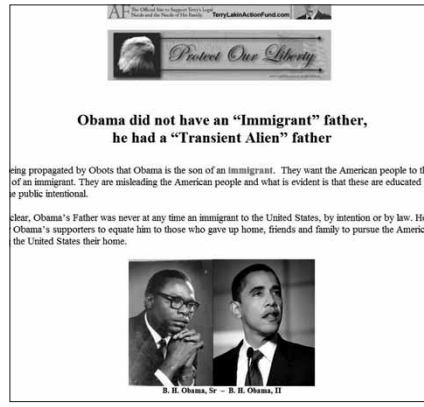 AF The Official Site to Support Terry's Legal
Needs and the Needs of His Family. TerryLakinActionFund.com
Protect Our Liberty
Obama did not have an “Immigrant” father,
he had a “Transient Alien” father
eing propagated by Obots that Obama is the son of an immigrant. They want the American people to th
of an immigrant. They are misleading the American people and what is evident is that these are educated
e public intentional.
clear, Obama’s Father was never at any time an immigrant to the United States, by intention or by law. He
Obama’s supporters to equate him to those who gave up home, friends and family to pursue the Americ
the United States their home.
B. H. Obama, Sr – B. H. Obama, II